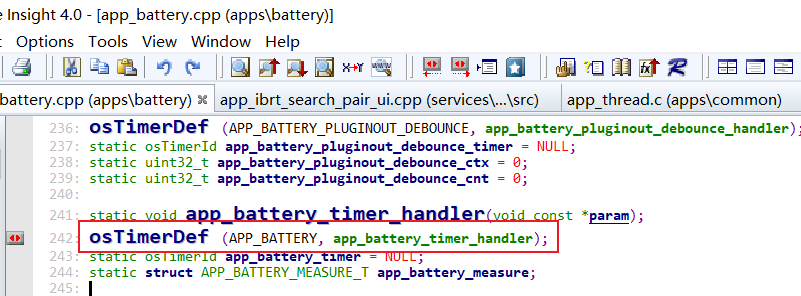 e Insight 4.0 - [app_battery.cpp (apps\battery)]
t Options Tools View Window Help
battery.cpp (apps\battery) app_ibrt_search_pair_ui.cpp (services\...\src) app_thread.c (apps\common)
236: osTimerDef (APP_BATTERY_PLUGINOUT_DEBOUNCE, app_battery_pluginout_debounce_handler);
237: static osTimerId app_battery_pluginout_debounce_timer = NULL;
238: static uint32_t app_battery_pluginout_debounce_ctx = 0;
239: static uint32_t app_battery_pluginout_debounce_cnt = 0;
240:
241: static void app_battery_timer_handler(void const *param);
242: osTimerDef (APP_BATTERY, app_battery_timer_handler);
243: static osTimerId app_battery_timer = NULL;
244: static struct APP_BATTERY_MEASURE_T app_battery_measure;
245: